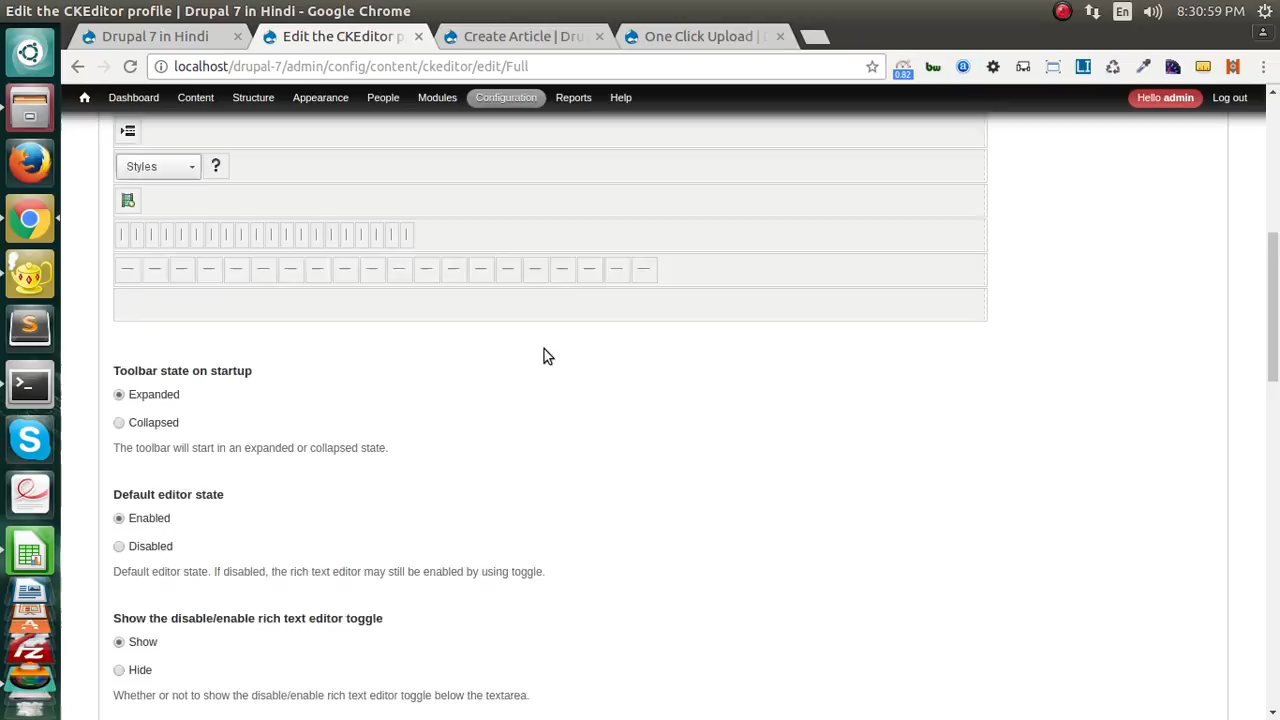 Edit the CKEditor profile | Drupal 7 in Hindi - Google Chrome
En
8:30:59 PM
Drupal 7 in Hindi
Edit the CKEditor p
Create Article | Dru
One Click Upload | D
localhost/drupal-7/admin/config/content/ckeditor/edit/Full
0.82
bw
a
LI
Dashboard
Content
Structure
Appearance
People
Modules
Configuration
Reports
Help
Hello admin
Log out
Styles
?
Toolbar state on startup
Expanded
Collapsed
The toolbar will start in an expanded or collapsed state.
Default editor state
Enabled
Disabled
Default editor state. If disabled, the rich text editor may still be enabled by using toggle.
Show the disable/enable rich text editor toggle
Show
Hide
Whether or not to show the disable/enable rich text editor toggle below the textarea.